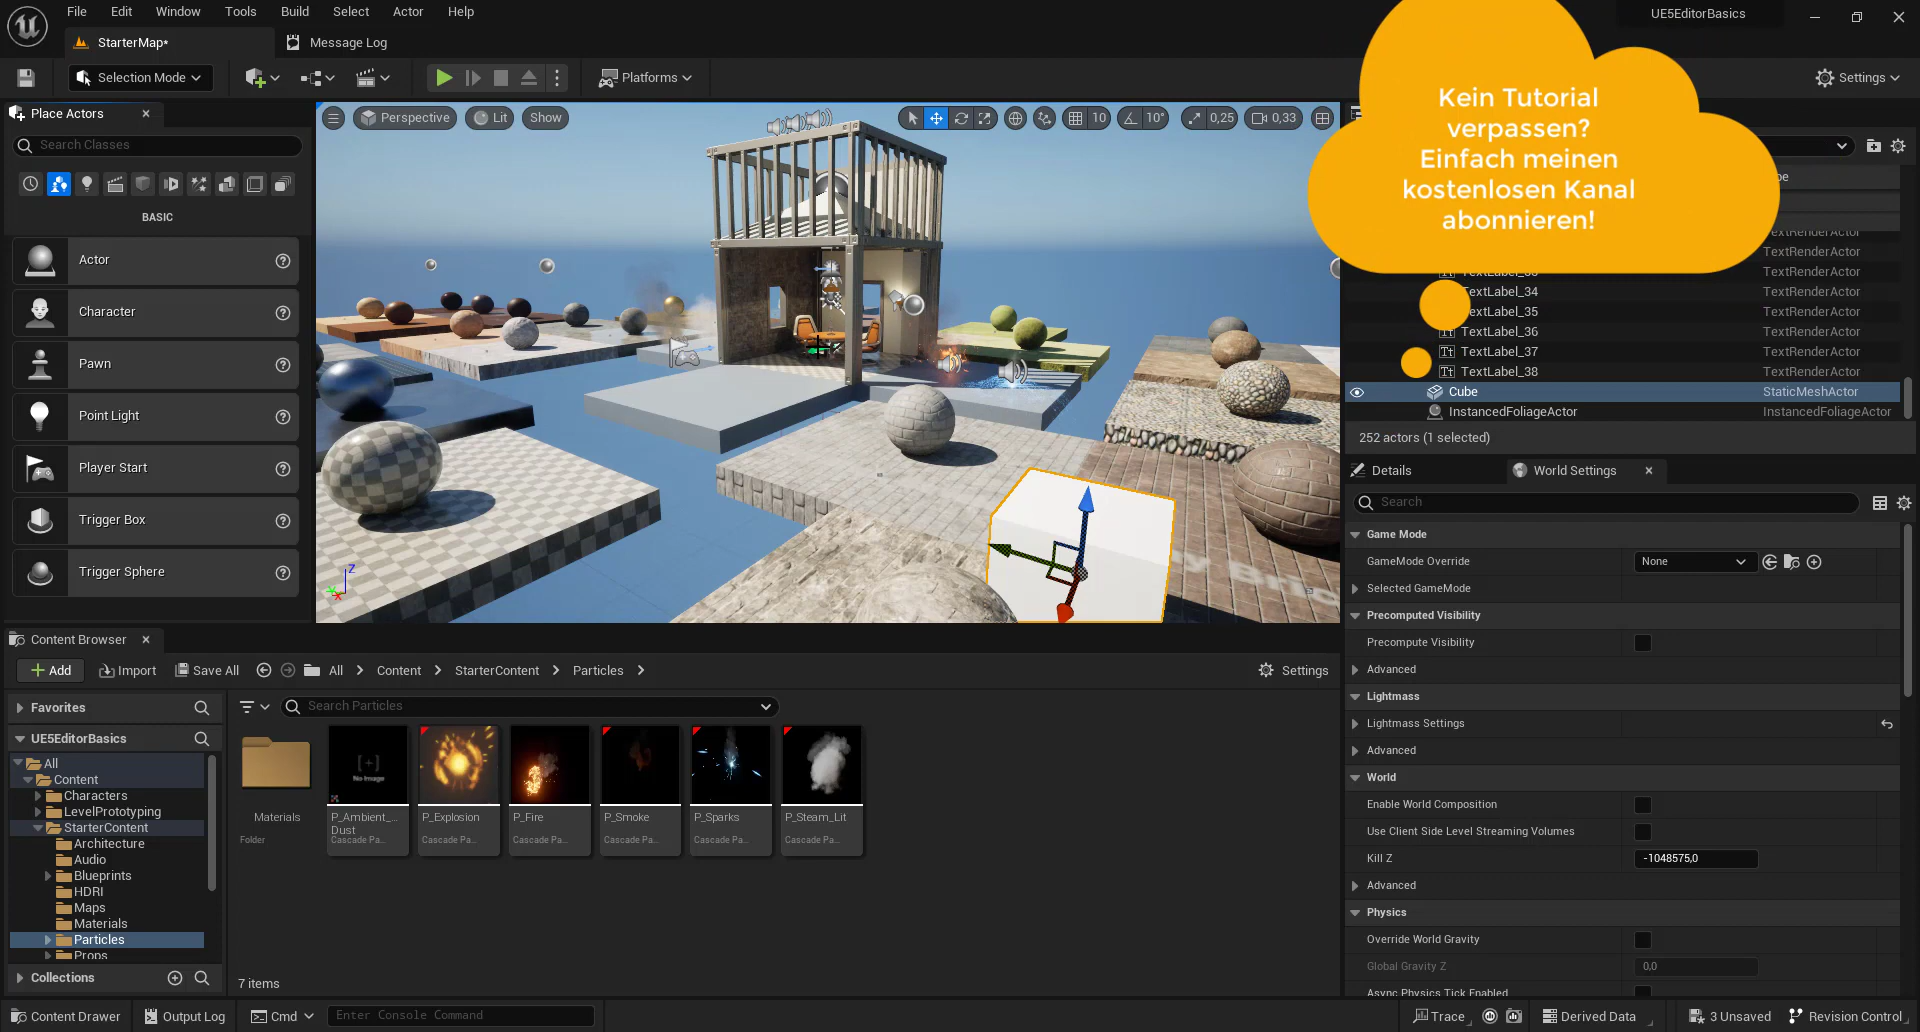 File Edit Window Tools Build Select Actor Help
UE5EditorBasics
StarterMap*
Message Log
Selection Mode
Platforms
Settings
Kein Tutorial
verpassen?
Einfach meinen
kostenlosen Kanal
abonnieren!
Place Actors
Search Classes
BASIC
Actor
Character
Pawn
Point Light
Player Start
Trigger Box
Trigger Sphere
Perspective Lit Show
10 10° 0,25 0,33
Z
TextRenderActor
TextRenderActor
TextRenderActor
TextLabel_34 TextRenderActor
TextLabel_35 TextRenderActor
TextLabel_36 TextRenderActor
TextLabel_37 TextRenderActor
TextLabel_38 TextRenderActor
Cube StaticMeshActor
InstancedFoliageActor InstancedFoliageActor
252 actors (1 selected)
Details
World Settings
Search
Game Mode
GameMode Override None
Selected GameMode
Precomputed Visibility
Precompute Visibility
Advanced
Lightmass
Lightmass Settings
Advanced
World
Enable World Composition
Use Client Side Level Streaming Volumes
Kill Z -1048575,0
Advanced
Physics
Override World Gravity
Global Gravity Z 0,0
Async Physics Tick Enabled
Content Browser
Add Import Save All All Content StarterContent Particles Settings
Favorites
UE5EditorBasics
All
Content
Characters
LevelPrototyping
StarterContent
Architecture
Audio
Blueprints
HDRI
Maps
Materials
Particles
Props
Collections
Search Particles
Materials
Folder
No Image
P_Ambient_...
Dust
Cascade Pa...
P_Explosion
Cascade Pa...
P_Fire
Cascade Pa...
P_Smoke
Cascade Pa...
P_Sparks
Cascade Pa...
P_Steam_Lit
Cascade Pa...
7 items
Content Drawer Output Log Cmd Enter Console Command Trace Derived Data 3 Unsaved Revision Control